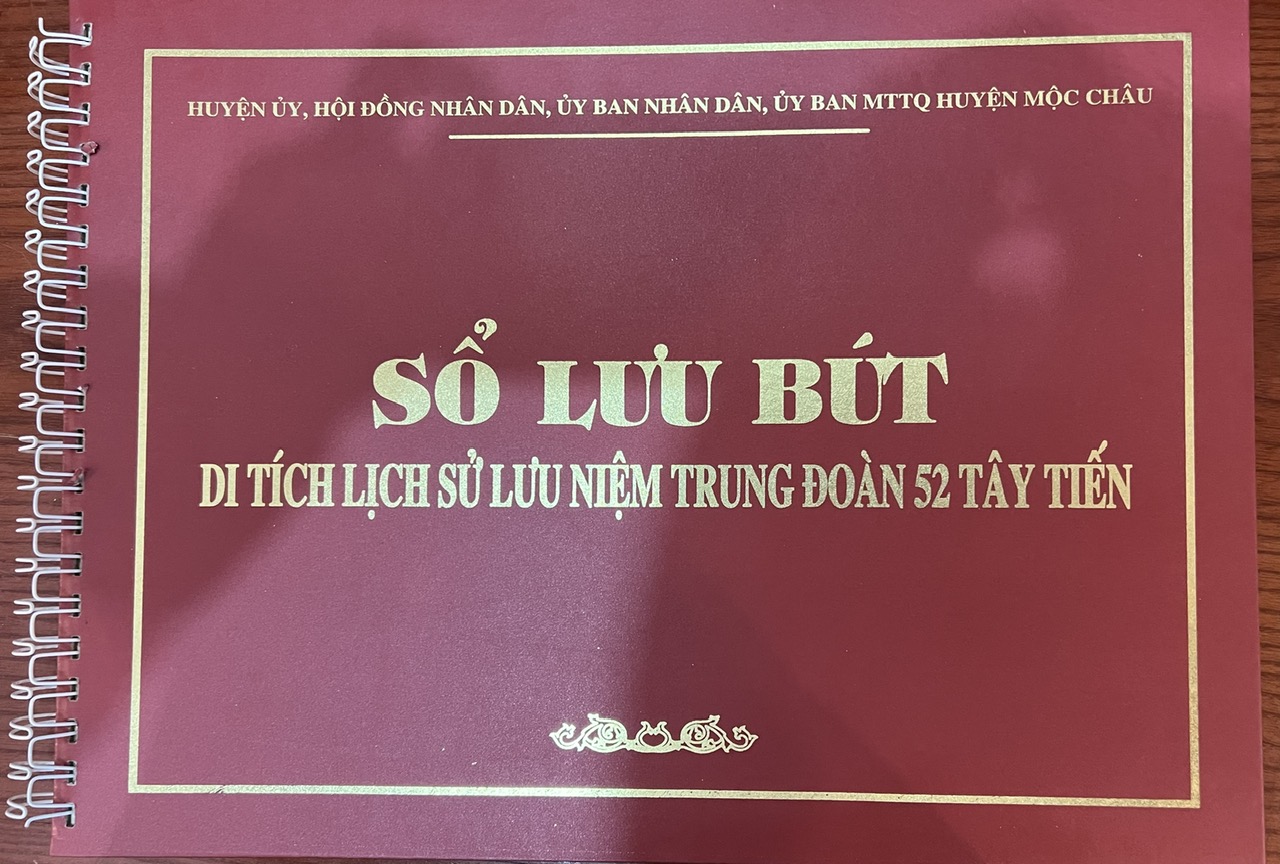 HUYỆN ỦY, HỘI ĐỒNG NHÂN DÂN, ỦY BAN NHÂN DÂN, ỦY BAN MTTQ HUYỆN MỘC CHÂU
SỔ LƯU BÚT
DI TÍCH LỊCH SỬ LƯU NIỆM TRUNG ĐOÀN 52 TÂY TIẾN